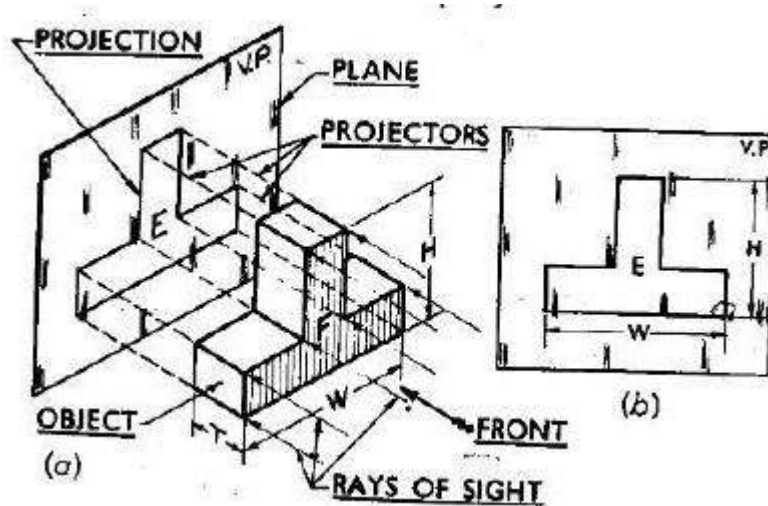 PROJECTION
V.P.
PLANE
PROJECTORS
E
H
F
W
T
OBJECT
FRONT
RAYS OF SIGHT
(a)
V.P
E
H
W
(b)